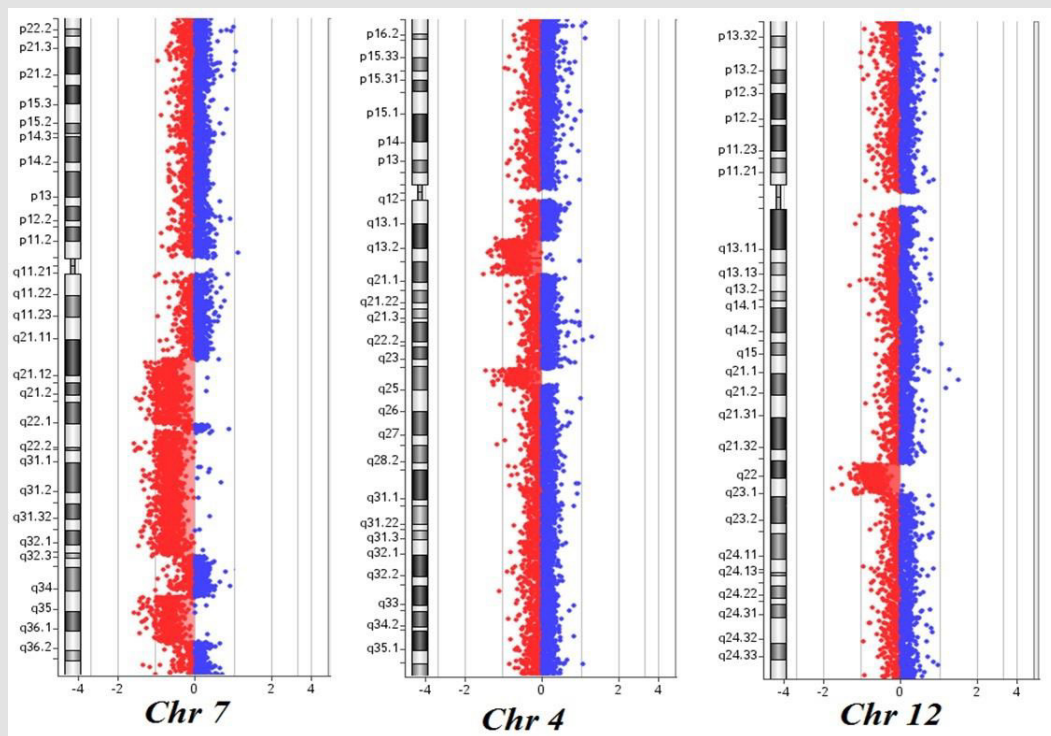 p22.2
p21.3
p21.2
p15.3
p15.2
p14.3
p14.2
p13
p12.2
p11.2
q11.21
q11.22
q11.23
q21.11
q21.12
q21.2
q22.1
q22.2
q31.1
q31.2
q31.32
q32.1
q32.3
q34
q35
q36.1
q36.2
-4 -2 0 2 4
Chr 7
p16.2
p15.33
p15.31
p15.1
p14
p13
q12
q13.1
q13.2
q21.1
q21.22
q21.3
q22.2
q23
q25
q26
q27
q28.2
q31.1
q31.22
q31.3
q32.1
q32.2
q33
q34.2
q35.1
-4 -2 0 2 4
Chr 4
p13.32
p13.2
p12.3
p12.2
p11.23
p11.21
q13.11
q13.13
q13.2
q14.1
q14.2
q15
q21.1
q21.2
q21.31
q21.32
q22
q23.1
q23.2
q24.11
q24.13
q24.22
q24.31
q24.32
q24.33
-4 -2 0 2 4
Chr 12